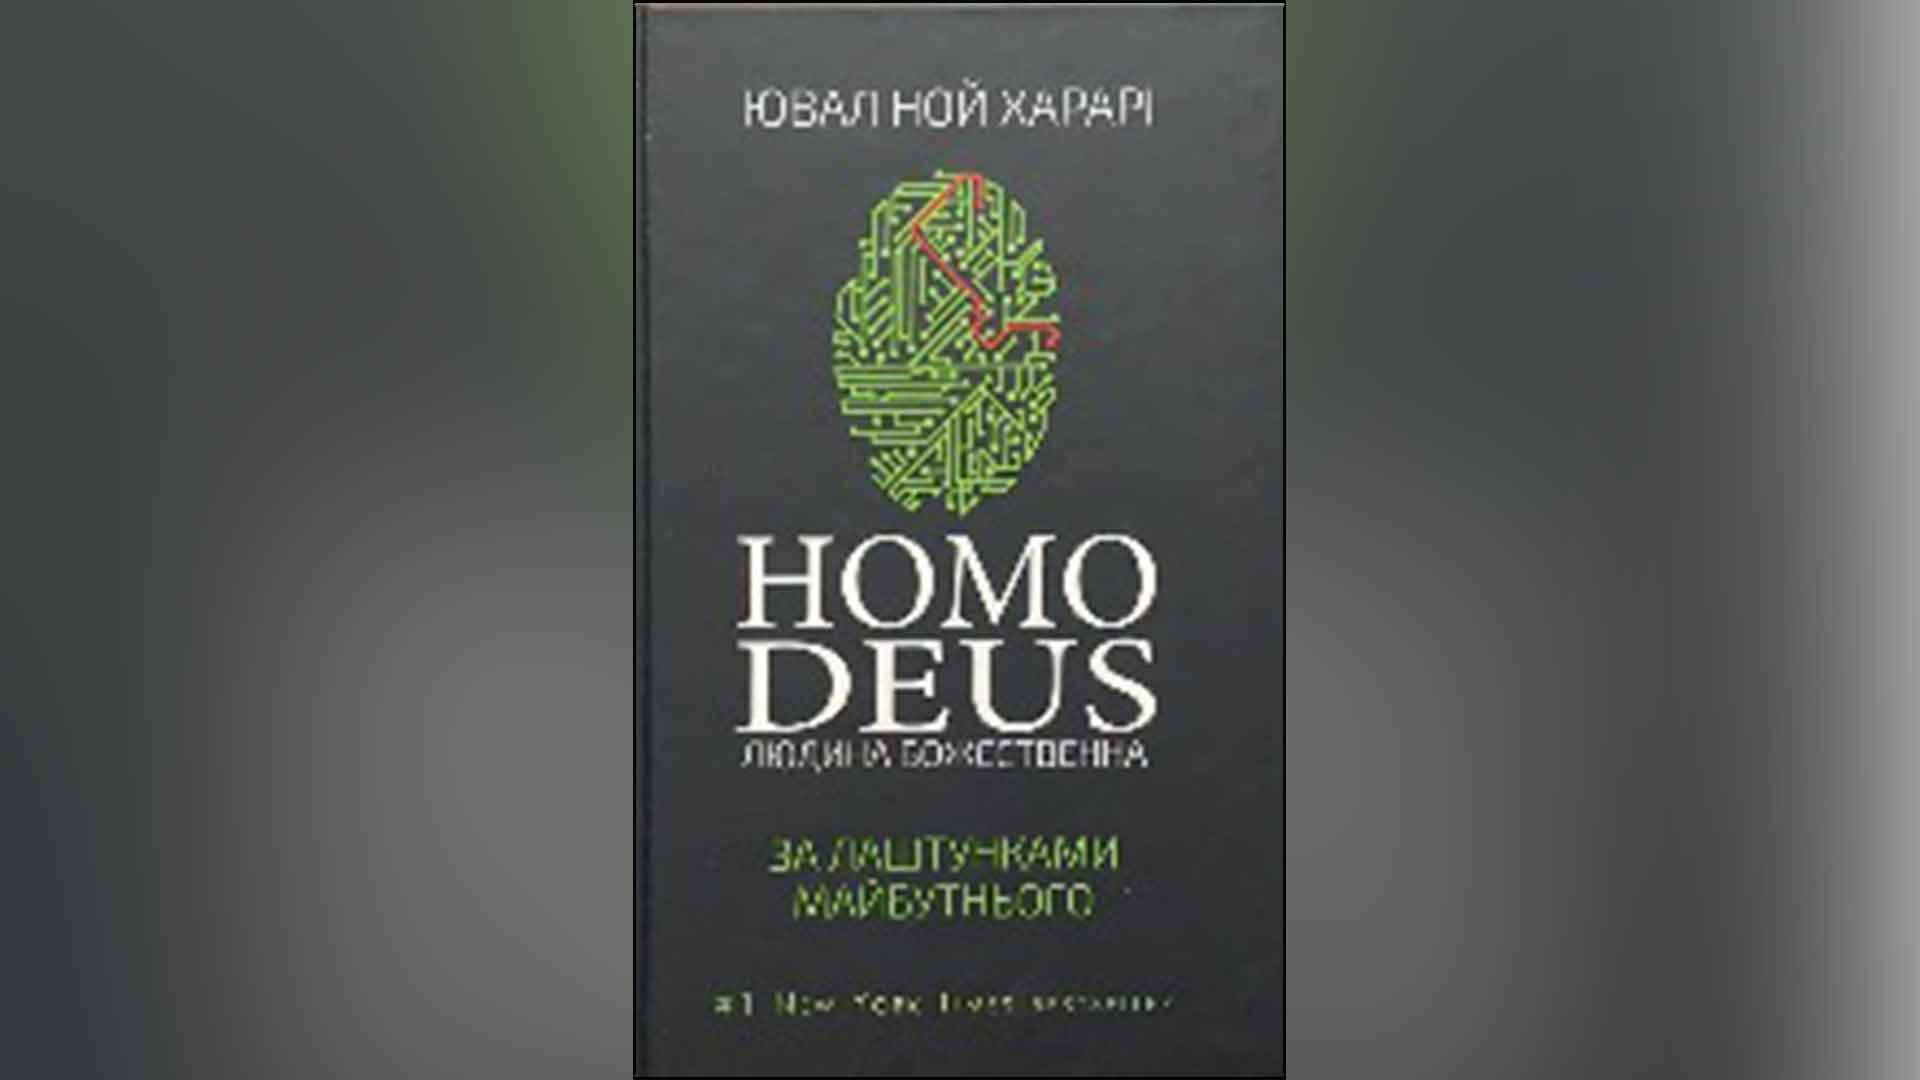 ЮВАЛ НОЙ ХАРАРІ
HOMO
DEUS
ЛЮДИНА БОЖЕСТВЕННА
ЗА ЛАШТУНКАМИ
МАЙБУТНЬОГО
#1 NEW YORK TIMES BESTSELLER